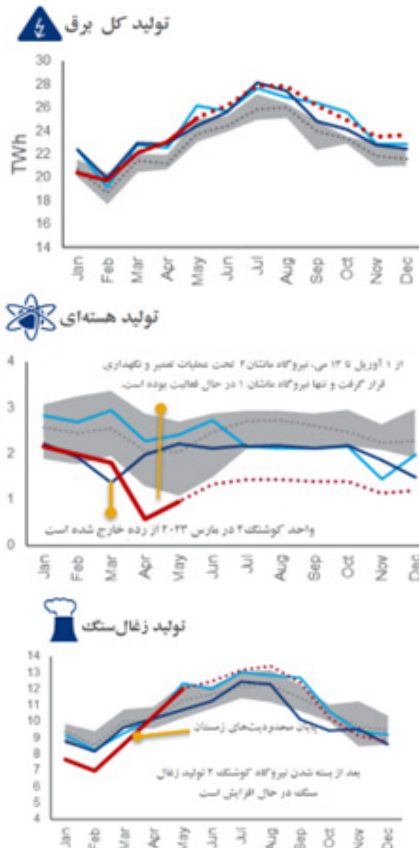 تولید کل برق
30
28
26
24
22
20
18
16
14
TWh
Jan Feb Mar Apr May Jun Jul Aug Sep Oct Nov Dec
تولید هسته‌ای
4
3
2
1
0
از ۱ آوریل تا ۱۳ می، نیروگاه مانشان۲ تحت عملیات تعمیر و نگهداری
قرار گرفت و تنها نیروگاه مانشان ۱ در حال فعالیت بوده است.
واحد کوشنگ۲ در مارس ۲۰۲۳ از رده خارج شده است
Jan Feb Mar Apr May Jun Jul Aug Sep Oct Nov Dec
تولید زغال‌سنگ
14
13
12
11
10
9
8
7
6
5
4
پایان محدودیت‌های زمستان
بعد از بسته شدن نیروگاه کوشنگ ۲ تولید زغال
سنگ در حال افزایش است
Jan Feb Mar Apr May Jun Jul Aug Sep Oct Nov Dec